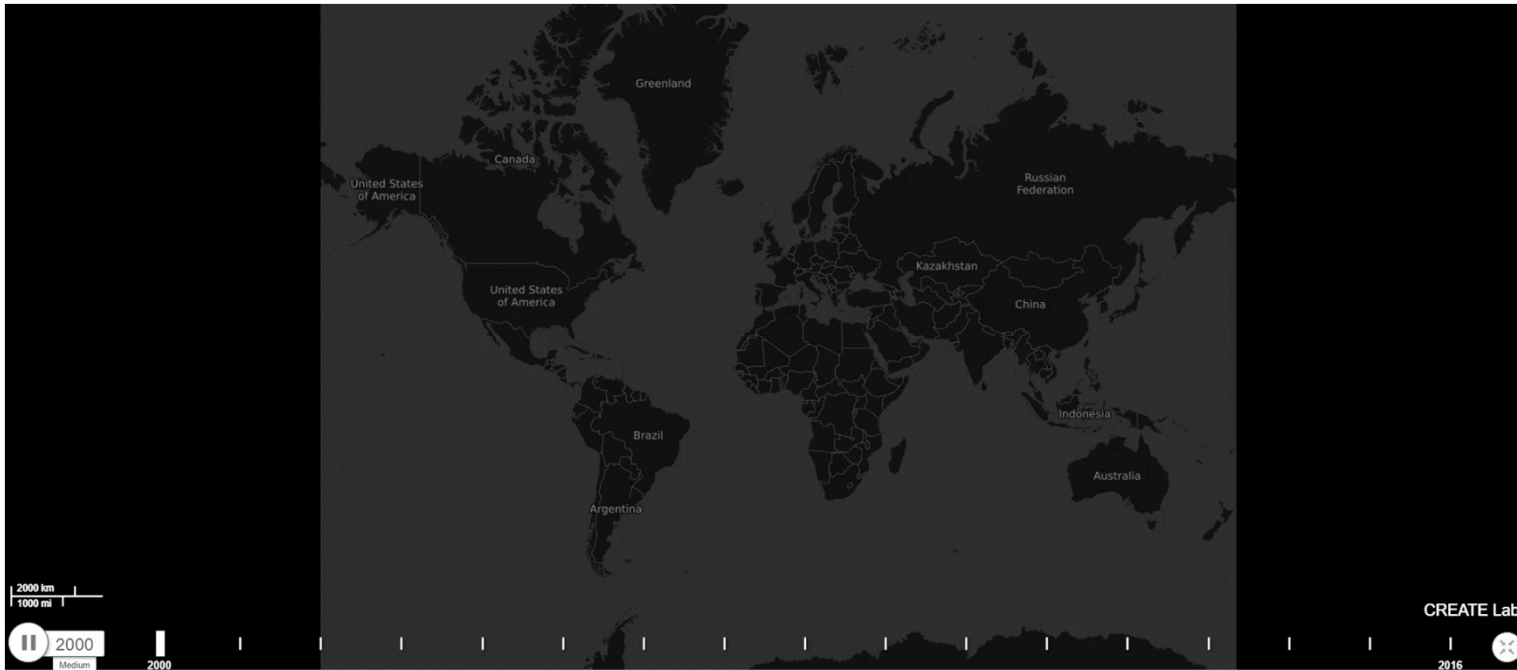 Greenland
Canada
United States
of America
Russian
Federation
Kazakhstan
United States
of America
China
Indonesia
Brazil
Australia
Argentina
2000 km
1000 mi
CREATE Lab
2000
Medium
2000
2016